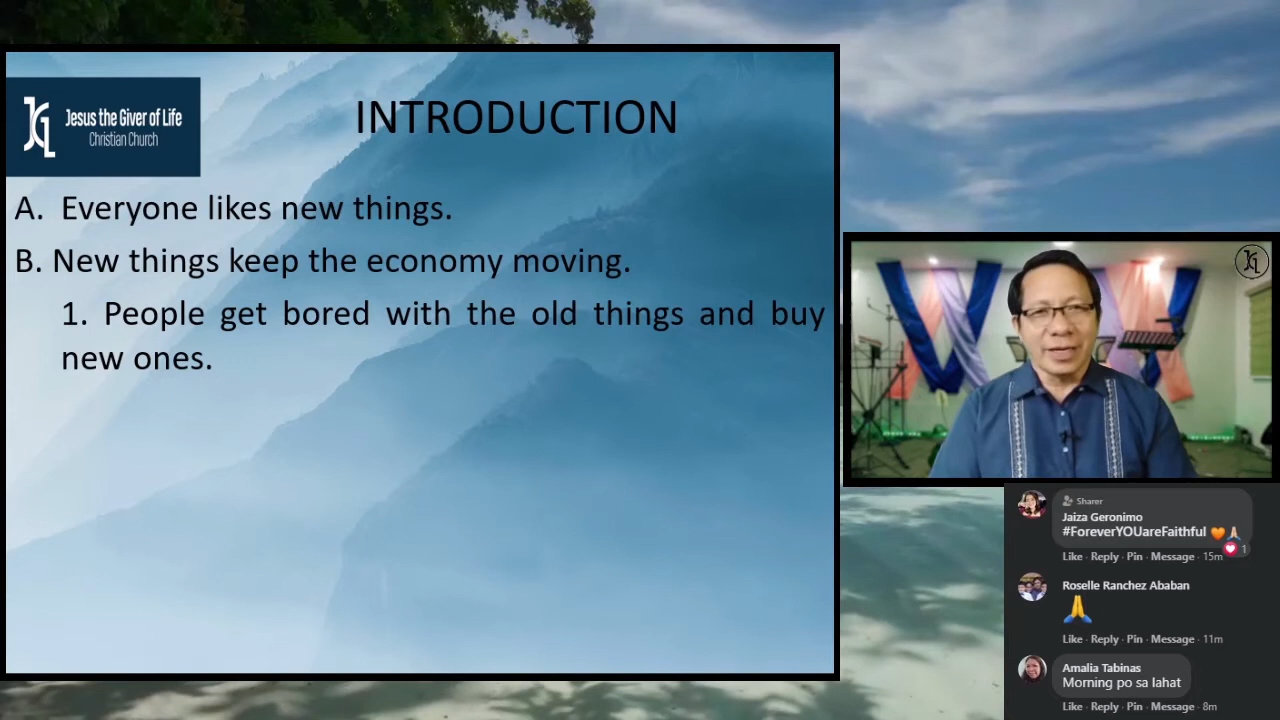 Jesus the Giver of Life
Christian Church
INTRODUCTION
A. Everyone likes new things.
B. New things keep the economy moving.
1. People get bored with the old things and buy
new ones.
Sharer
Jaiza Geronimo
#ForeverYOUareFaithful 🧡🙏
Like · Reply · Pin · Message · 15m
1
Roselle Ranchez Ababan
🙏
Like · Reply · Pin · Message · 11m
Amalia Tabinas
Morning po sa lahat
Like · Reply · Pin · Message · 8m